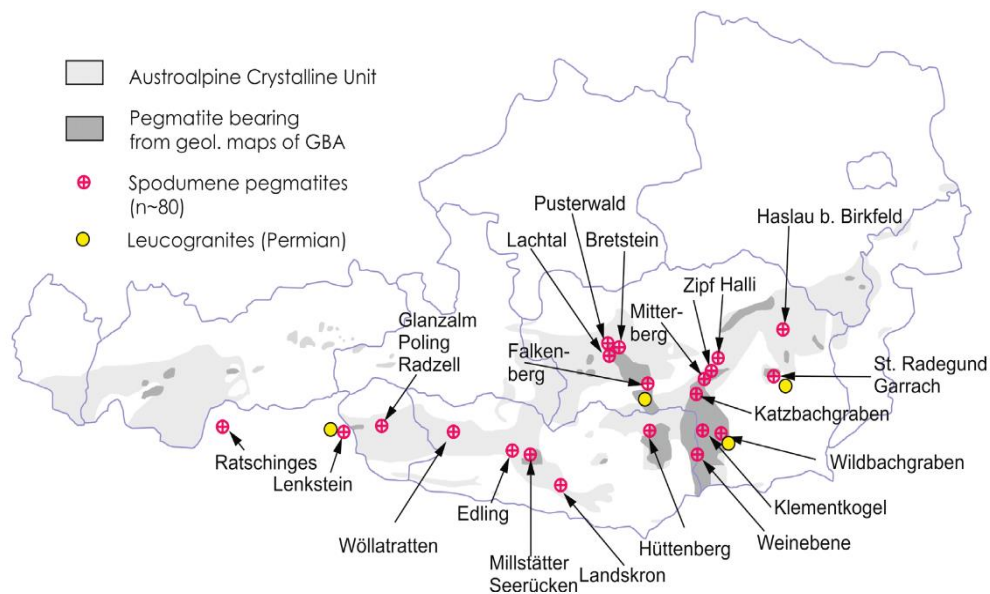 Austroalpine Crystalline Unit
Pegmatite bearing
from geol. maps of GBA
Spodumene pegmatites
(n~80)
Leucogranites (Permian)
Pusterwald
Lachtal
Bretstein
Haslau b. Birkfeld
Zipf
Halli
Mitter-
berg
Glanzalm
Poling
Radzell
Falken-
berg
St. Radegund
Garrach
Katzbachgraben
Ratschinges
Lenkstein
Wildbachgraben
Edling
Klementkogel
Wöllatratten
Hüttenberg
Weinebene
Millstätter
Seerücken
Landskron